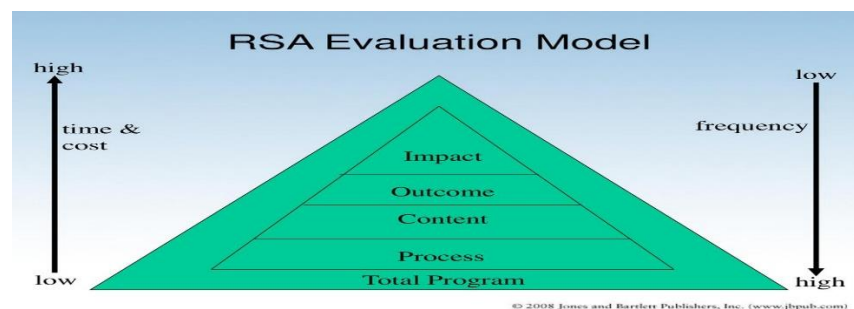 RSA Evaluation Model
high
low
time &
cost
frequency
Impact
Outcome
Content
Process
Total Program
low
high
© 2008 Jones and Bartlett Publishers, Inc. (www.jbpub.com)